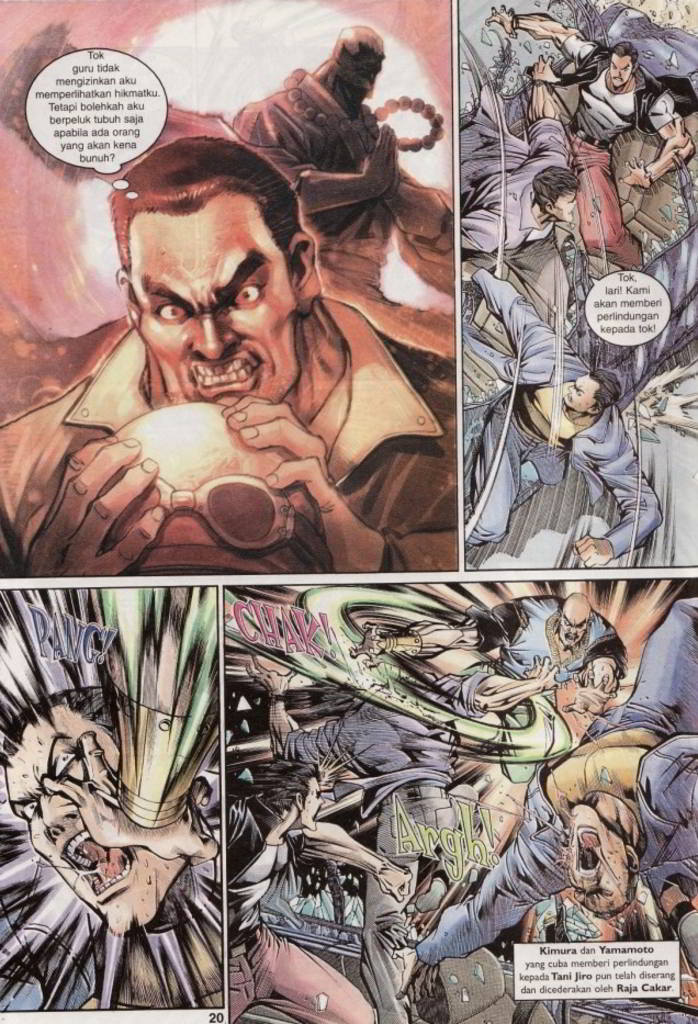 Tok
guru tidak
mengizinkan aku
memperlihatkan hikmatku.
Tetapi bolehkah aku
berpeluk tubuh saja
apabila ada orang
yang akan kena
bunuh?
Tok,
lari! Kami
akan memberi
perlindungan
kepada tok!
PANG!
CHAK!
Argh!
Kimura dan Yamamoto
yang cuba memberi perlindungan
kepada Tani Jiro pun telah diserang
dan dicederakan oleh Raja Cakar.
20